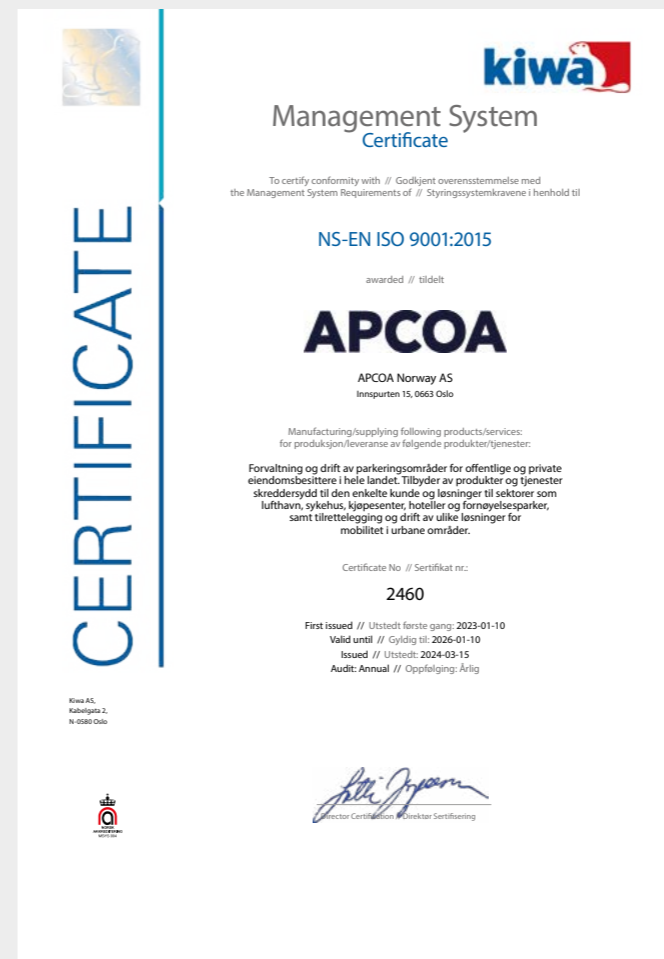 kiwa
Management System
Certificate
To certify conformity with // Godkjent overensstemmelse med
the Management System Requirements of // Styringssystemkravene i henhold til
NS-EN ISO 9001:2015
awarded // tildelt
APCOA
APCOA Norway AS
Innspurten 15, 0663 Oslo
Manufacturing/supplying following products/services:
for produksjon/leveranse av følgende produkter/tjenester:
Forvaltning og drift av parkeringsområder for offentlige og private
eiendomsbesittere i hele landet. Tilbyder av produkter og tjenester
skreddersydd til den enkelte kunde og løsninger til sektorer som
lufthavn, sykehus, kjøpesenter, hoteller og fornøyelsesparker,
samt tilrettelegging og drift av ulike løsninger for
mobilitet i urbane områder.
Certificate No // Sertifikat nr.:
2460
First issued // Utstedt første gang: 2023-01-10
Valid until // Gyldig til: 2026-01-10
Issued // Utstedt: 2024-03-15
Audit: Annual // Oppfølging: Årlig
CERTIFICATE
Kiwa AS,
Kabelgata 2,
N-0580 Oslo
NORSK
AKKREDITERING
Director Certification // Direktør Sertifisering